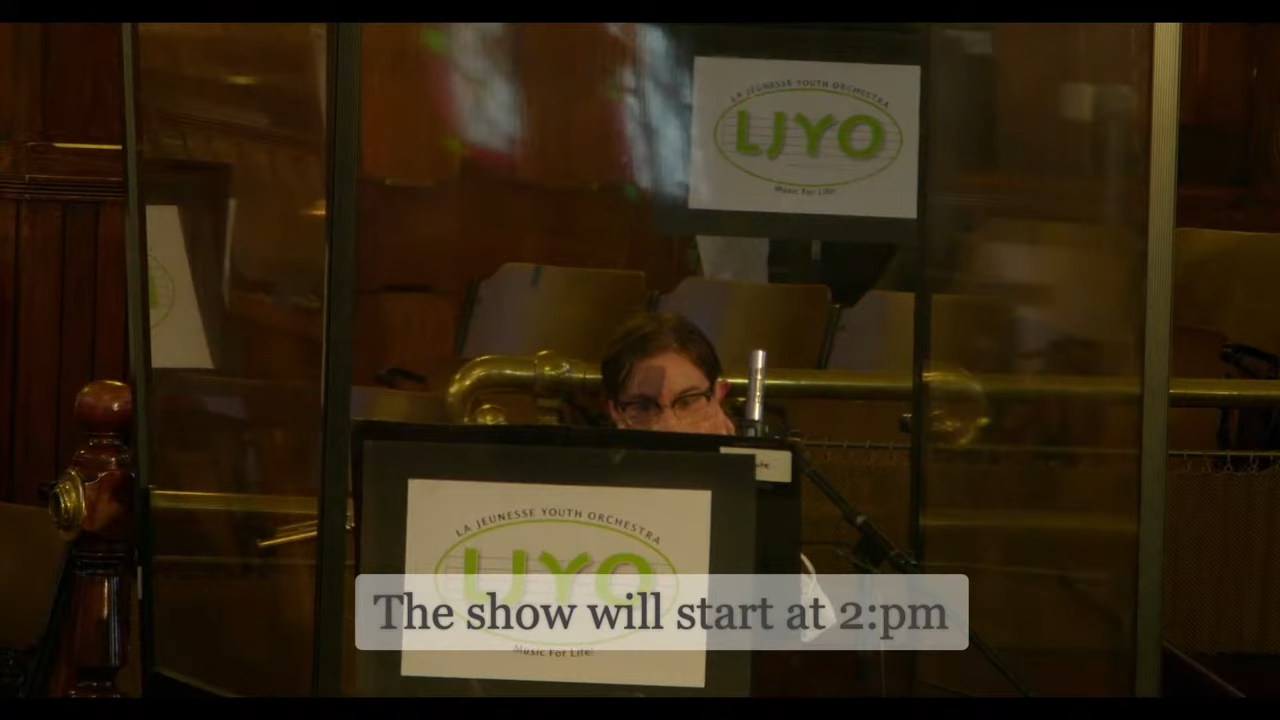 LA JEUNESSE YOUTH ORCHESTRA
LJYO
Music For Life!
LA JEUNESSE YOUTH ORCHESTRA
LJYO
The show will start at 2:pm
Music For Life!